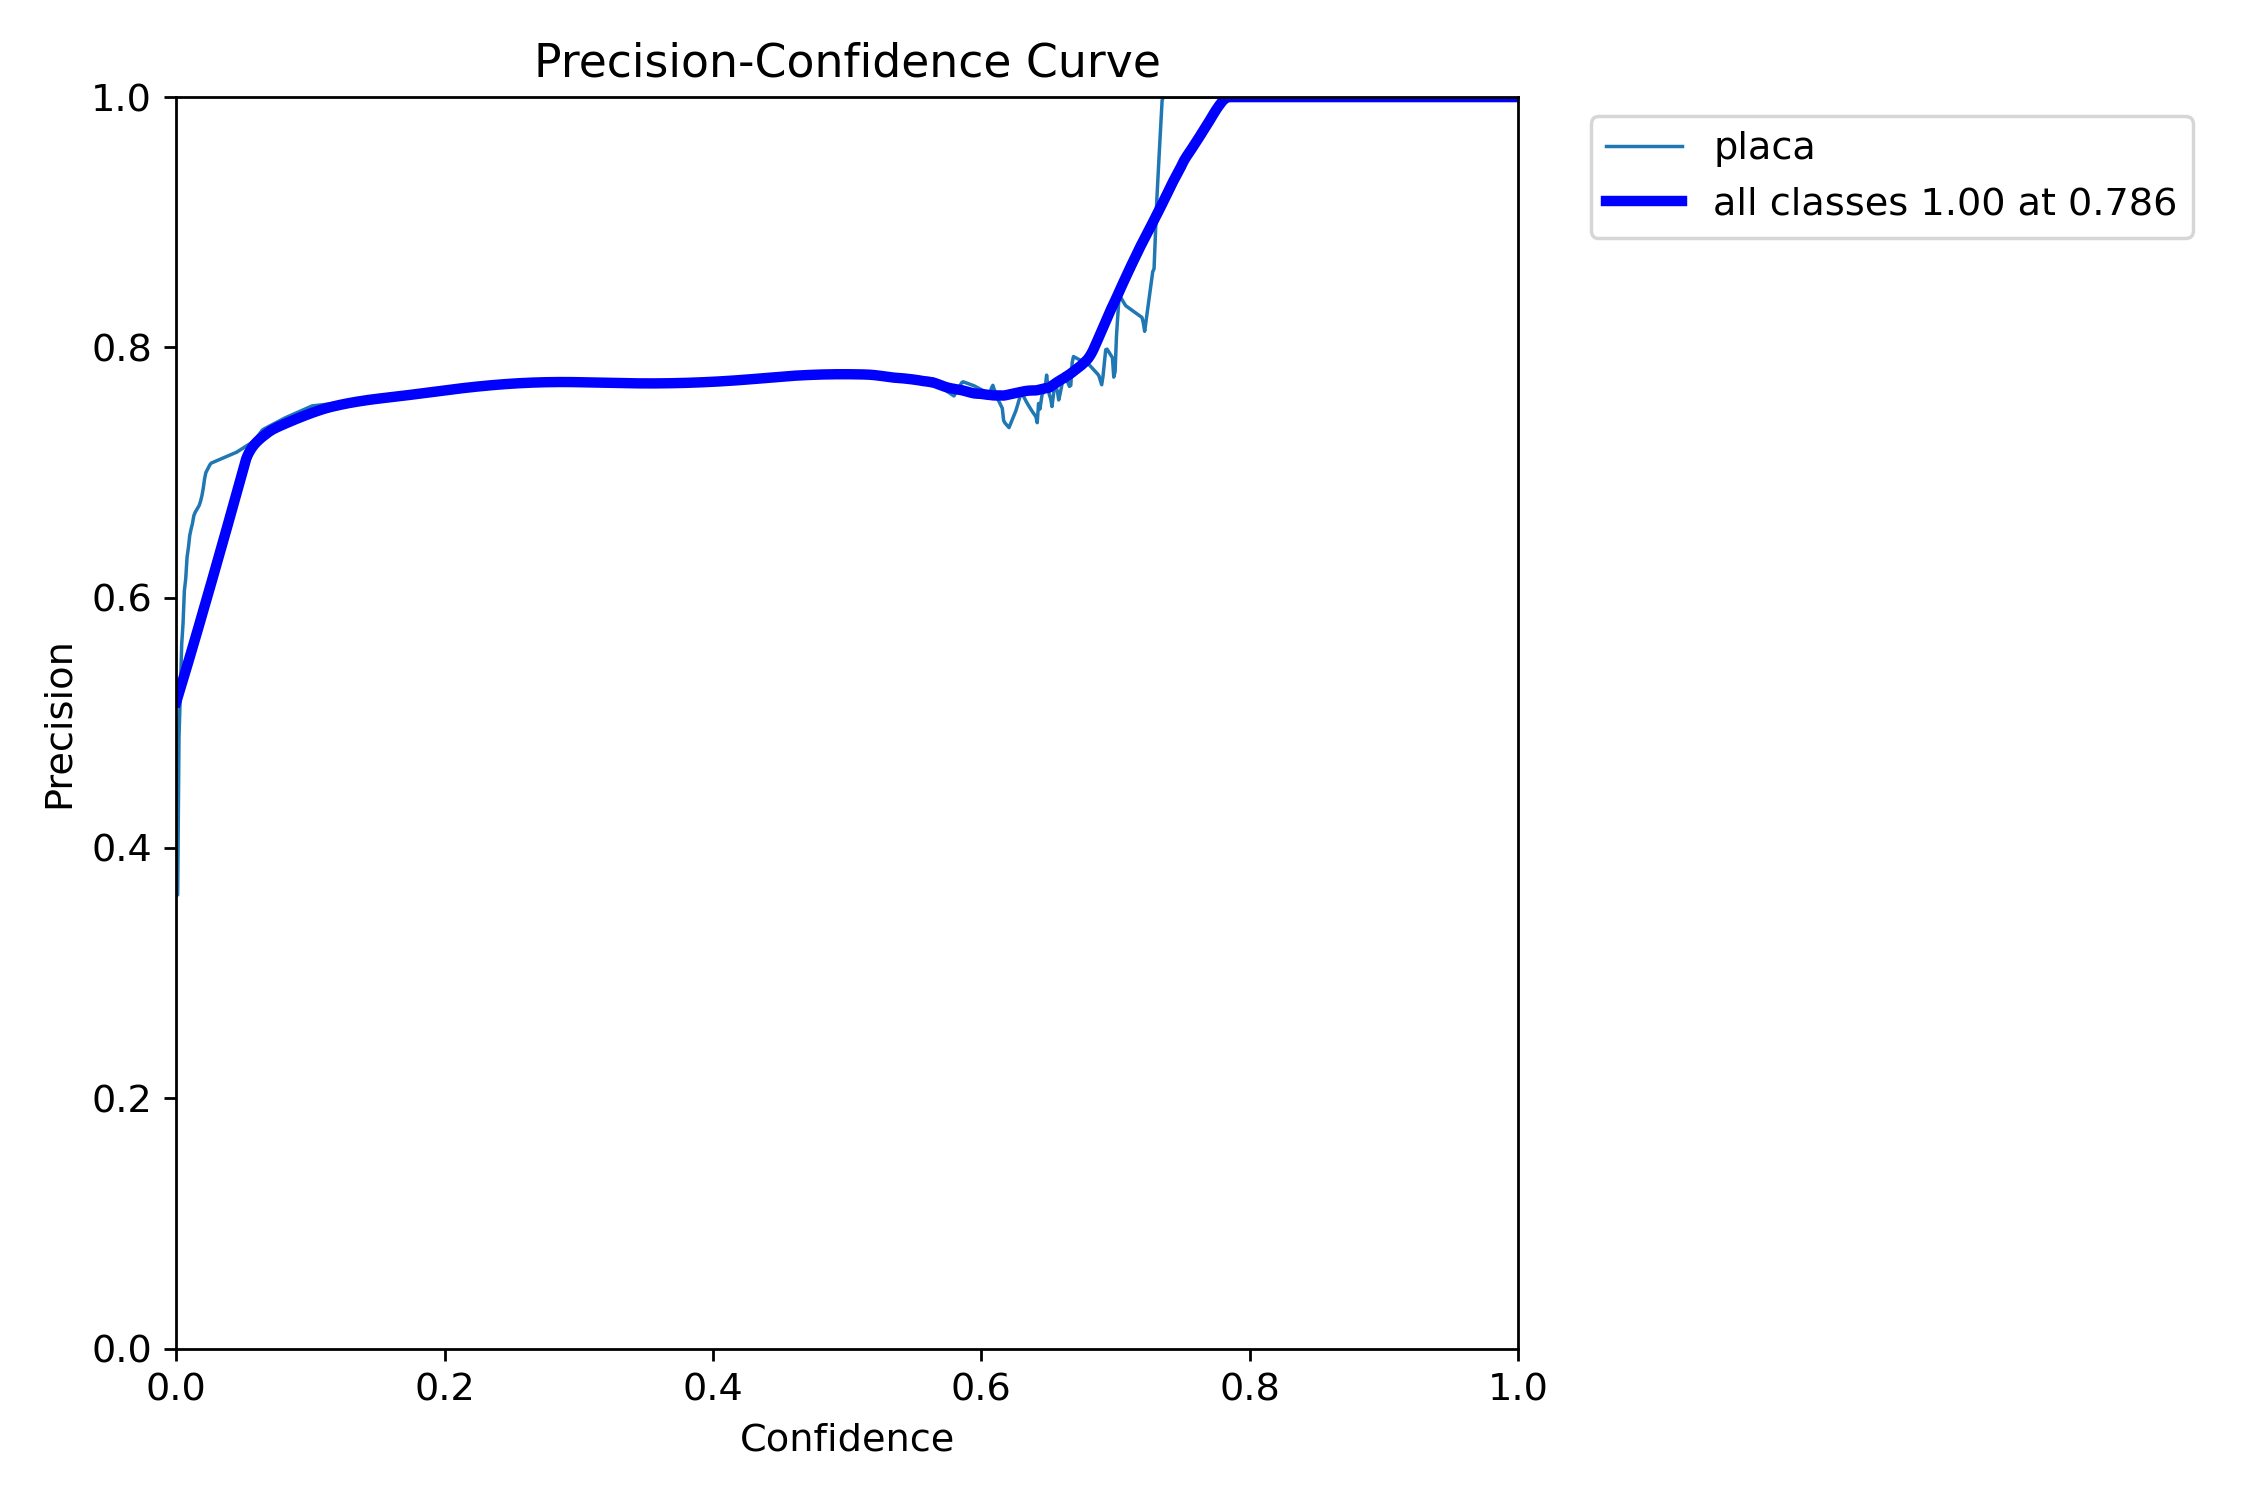 Precision-Confidence Curve
1.0
0.8
0.6
0.4
0.2
0.0
Precision
0.0 0.2 0.4 0.6 0.8 1.0
Confidence
placa
all classes 1.00 at 0.786